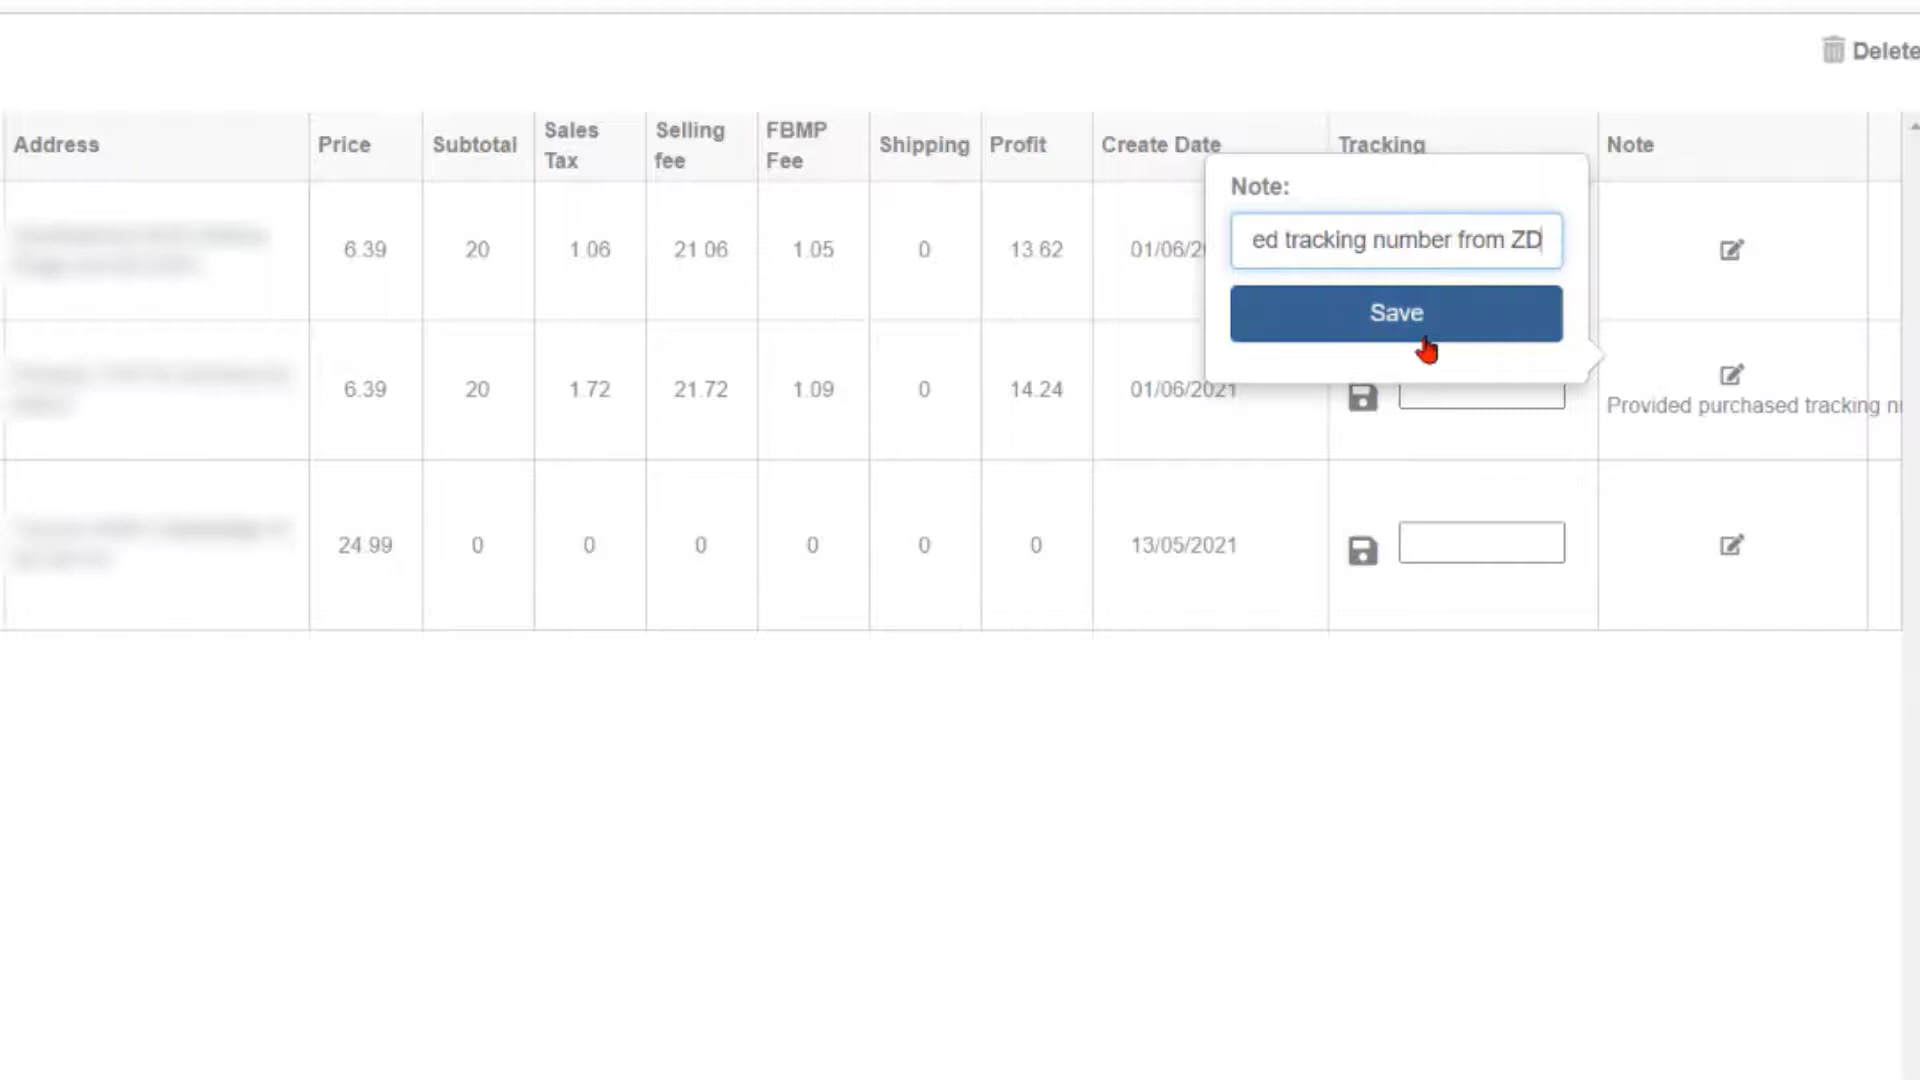 Delete
Address
Price
Subtotal
Sales
Tax
Selling
fee
FBMP
Fee
Shipping
Profit
Create Date
Tracking
Note
6.39
20
1 06
21 06
1.05
0
13 62
01/06/2
Note:
ed tracking number from ZD
Save
6.39
20
1.72
21.72
1.09
0
14.24
01/06/2021
Provided purchased tracking nu
24.99
0
0
0
0
0
0
13/05/2021